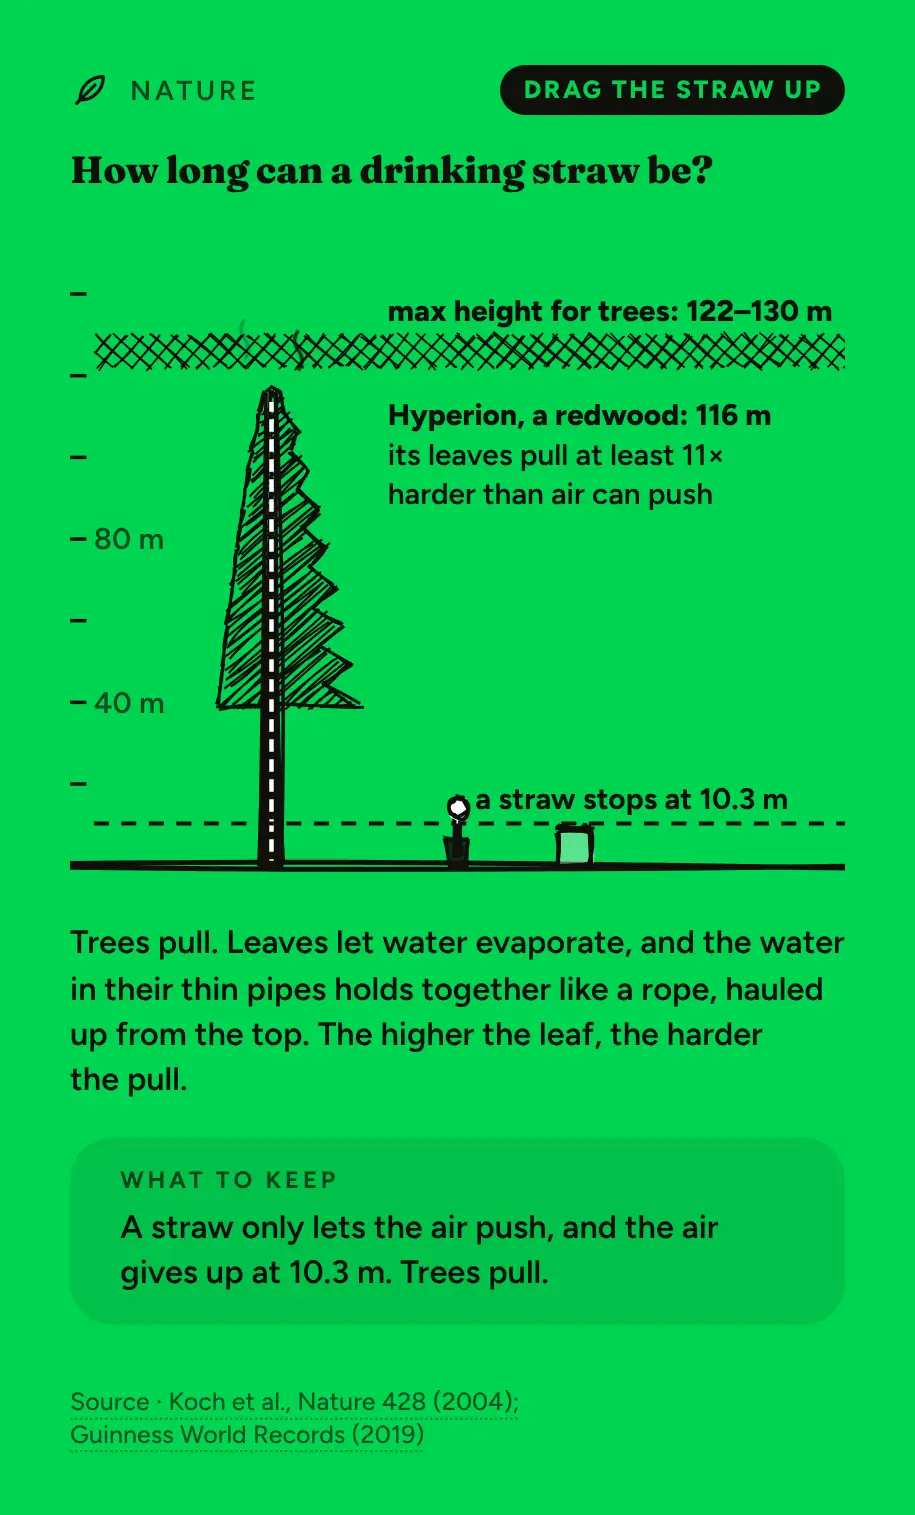 NATURE
DRAG THE STRAW UP
How long can a drinking straw be?
max height for trees: 122–130 m
Hyperion, a redwood: 116 m
its leaves pull at least 11×
harder than air can push
80 m
40 m
a straw stops at 10.3 m
Trees pull. Leaves let water evaporate, and the water
in their thin pipes holds together like a rope, hauled
up from the top. The higher the leaf, the harder
the pull.
WHAT TO KEEP
A straw only lets the air push, and the air
gives up at 10.3 m. Trees pull.
Source · Koch et al., Nature 428 (2004);
Guinness World Records (2019)